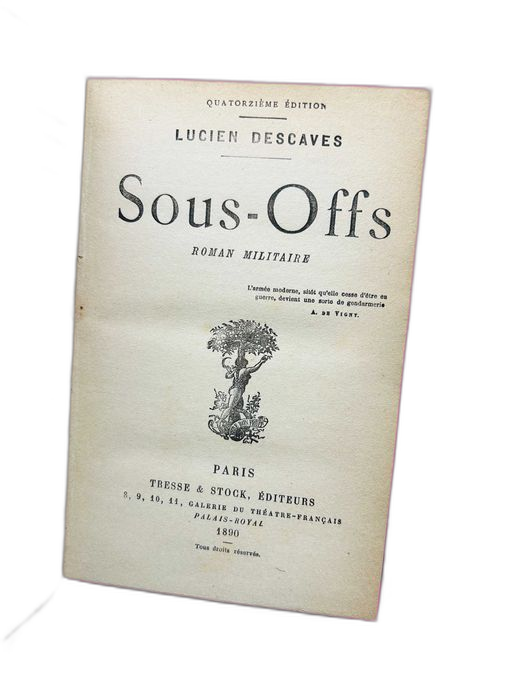 QUATORZIÈME ÉDITION
LUCIEN DESCAVES
Sous-Offs
ROMAN MILITAIRE
L'armée moderne, sitôt qu'elle cesse d'être en
guerre, devient une sorte de gendarmerie
A. DE VIGNY.
PARIS
TRESSE & STOCK, ÉDITEURS
8, 9, 10, 11, GALERIE DU THÉATRE-FRANÇAIS
PALAIS-ROYAL
1890
Tous droits réservés.